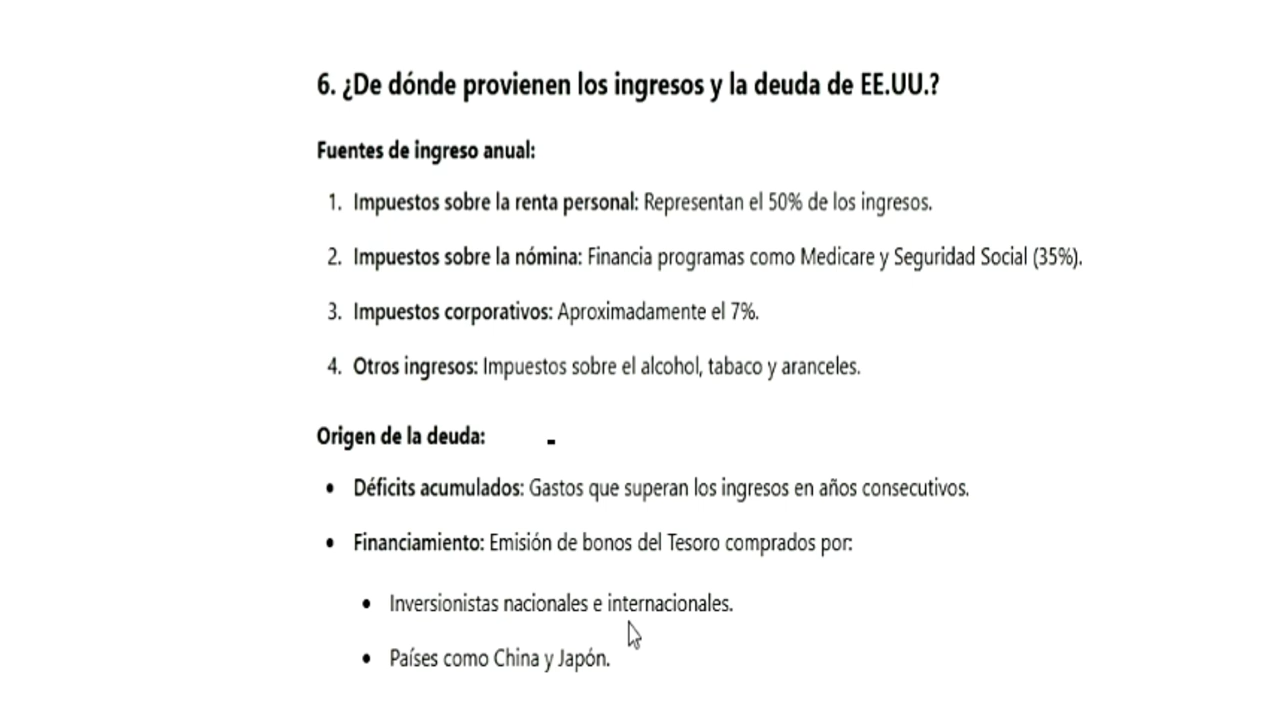 6. ¿De dónde provienen los ingresos y la deuda de EE.UU.?
Fuentes de ingreso anual:
1. Impuestos sobre la renta personal: Representan el 50% de los ingresos.
2. Impuestos sobre la nómina: Financia programas como Medicare y Seguridad Social (35%).
3. Impuestos corporativos: Aproximadamente el 7%.
4. Otros ingresos: Impuestos sobre el alcohol, tabaco y aranceles.
Origen de la deuda: -
• Déficits acumulados: Gastos que superan los ingresos en años consecutivos.
• Financiamiento: Emisión de bonos del Tesoro comprados por:
• Inversionistas nacionales e internacionales.
• Países como China y Japón.